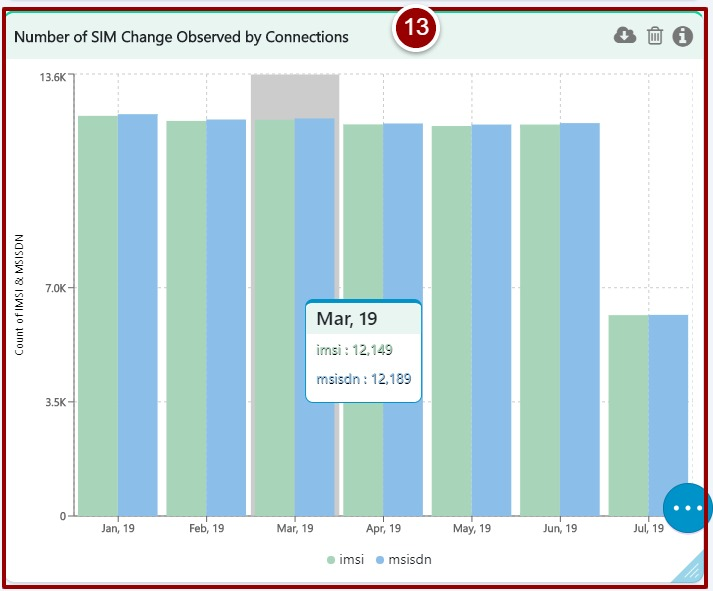 Number of SIM Change Observed by Connections
13
13.6K
7.0K
3.5K
0
Count of IMSI & MSISDN
Mar, 19
imsi : 12,149
msisdn : 12,189
Jan, 19
Feb, 19
Mar, 19
Apr, 19
May, 19
Jun, 19
Jul, 19
imsi
msisdn